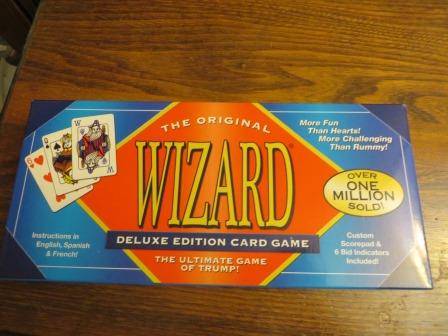 THE ORIGINAL
WIZARD®
DELUXE EDITION CARD GAME
THE ULTIMATE GAME
OF TRUMP!
More Fun
Than Hearts!
More Challenging
Than Rummy!
OVER
ONE
MILLION
SOLD!
Instructions in
English, Spanish
& French!
Custom
Scorepad &
6 Bid Indicators
Included!
W